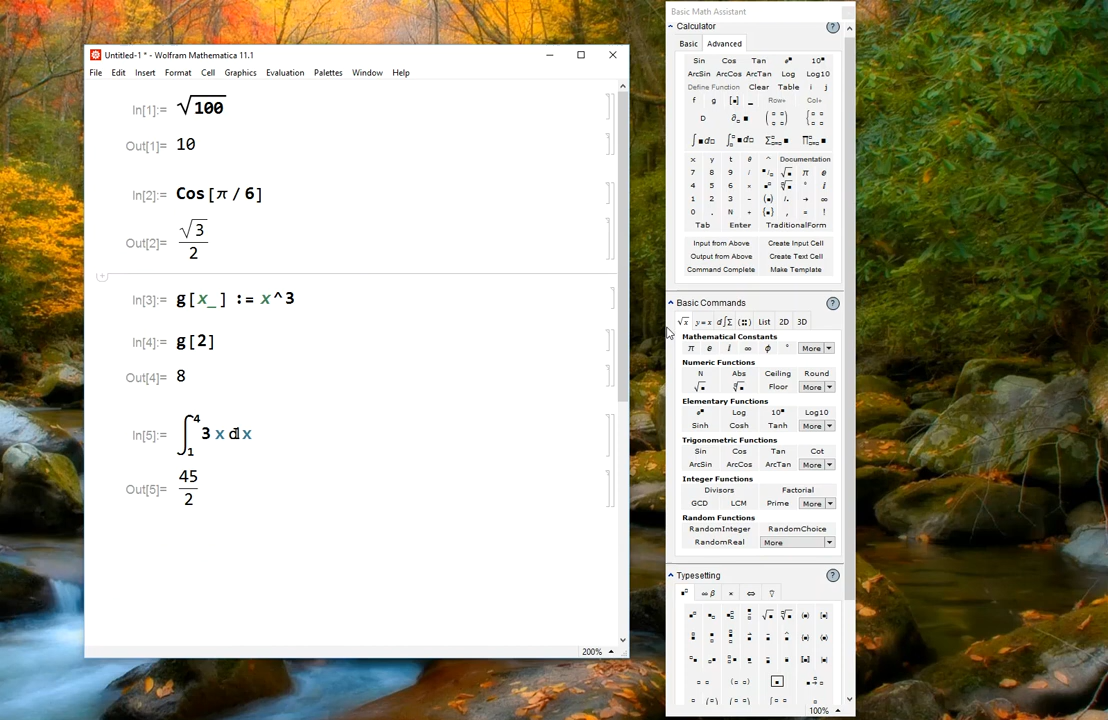 Untitled-1 * - Wolfram Mathematica 11.1
File Edit Insert Format Cell Graphics Evaluation Palettes Window Help
In[1]:= √100
Out[1]= 10
In[2]:= Cos[π / 6]
Out[2]= √3/2
In[3]:= g[x_] := x^3
In[4]:= g[2]
Out[4]= 8
In[5]:= ∫₁⁴ 3 x ⅆx
Out[5]= 45/2
200%
Basic Math Assistant
Calculator
Basic Advanced
Sin Cos Tan 10
ArcSin ArcCos ArcTan Log Log10
Define Function Clear Table i j
f g [▪] _ Row+ Col+
D ∂▫ ▪
∫▪ⅆ▫ ∫▪ⅆ▫ Σ ▪ Π ▪
x y t θ ^ Documentation
7 8 9 / √▪ π ⅇ
4 5 6 × ° ⅈ
1 2 3 - (▪) /. → ∞
0 . N + {▪} , = !
Tab Enter TraditionalForm
Input from Above Create Input Cell
Output from Above Create Text Cell
Command Complete Make Template
Basic Commands
√x y=x d∫Σ List 2D 3D
Mathematical Constants
π ⅇ ⅈ ∞ ϕ ° More
Numeric Functions
N Abs Ceiling Round
√▪ Floor More
Elementary Functions
Log 10 Log10
Sinh Cosh Tanh More
Trigonometric Functions
Sin Cos Tan Cot
ArcSin ArcCos ArcTan More
Integer Functions
Divisors Factorial
GCD LCM Prime More
Random Functions
RandomInteger RandomChoice
RandomReal More
Typesetting
∞ β × ⇔
100%